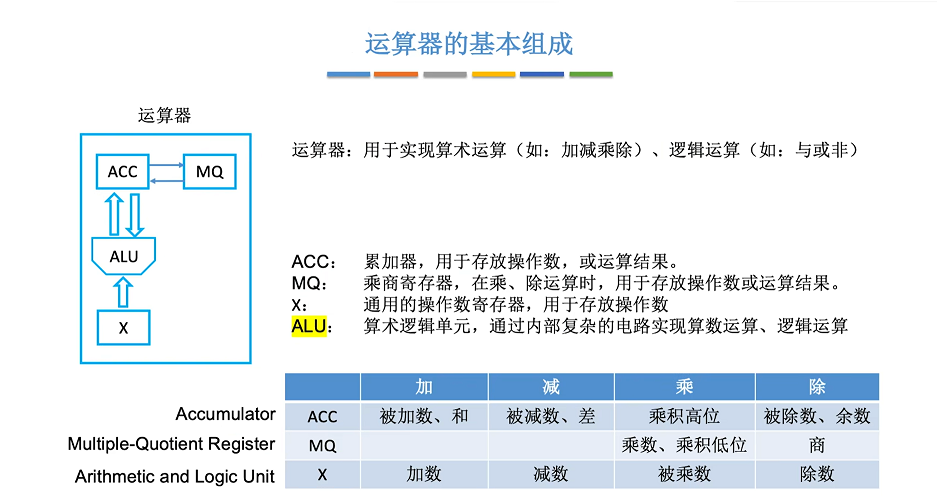 运算器的基本组成
运算器
运算器：用于实现算术运算（如：加减乘除）、逻辑运算（如：与或非）
ACC
MQ
ALU
X
ACC： 累加器，用于存放操作数，或运算结果。
MQ： 乘商寄存器，在乘、除运算时，用于存放操作数或运算结果。
X： 通用的操作数寄存器，用于存放操作数
ALU： 算术逻辑单元，通过内部复杂的电路实现算数运算、逻辑运算
加 减 乘 除
Accumulator ACC 被加数、和 被减数、差 乘积高位 被除数、余数
Multiple-Quotient Register MQ 乘数、乘积低位 商
Arithmetic and Logic Unit X 加数 减数 被乘数 除数